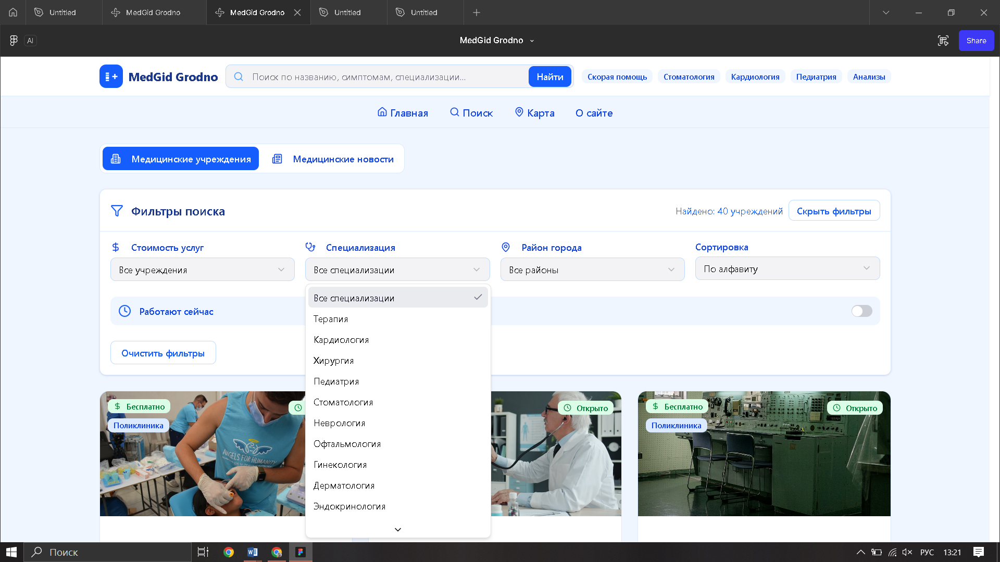 Untitled
MedGid Grodno
MedGid Grodno
Untitled
Untitled
AI
MedGid Grodno
Share
MedGid Grodno
Поиск по названию, симптомам, специализации...
Найти
Скорая помощь
Стоматология
Кардиология
Педиатрия
Анализы
Главная
Поиск
Карта
О сайте
Медицинские учреждения
Медицинские новости
Фильтры поиска
Найдено: 40 учреждений
Скрыть фильтры
Стоимость услуг
Специализация
Район города
Сортировка
Все учреждения
Все специализации
Все районы
По алфавиту
Все специализации
Терапия
Кардиология
Хирургия
Педиатрия
Стоматология
Неврология
Офтальмология
Гинекология
Дерматология
Эндокринология
Работают сейчас
Очистить фильтры
Бесплатно
Поликлиника
ANGELS FOR HUMANITY
Открыто
Бесплатно
Открыто
Поликлиника
Поиск
РУС
13:21